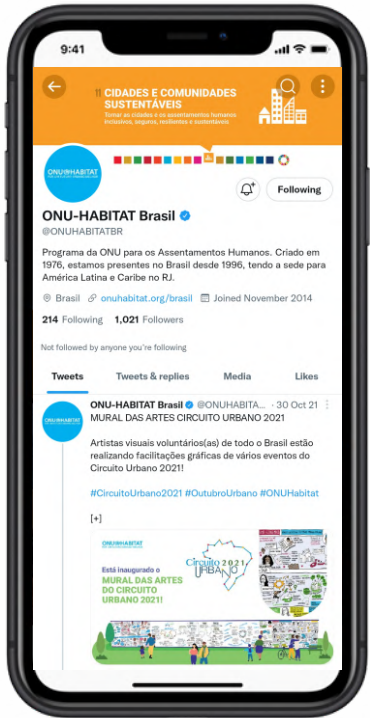 9:41
11 CIDADES E COMUNIDADES
SUSTENTÁVEIS
Tornar as cidades e os assentamentos humanos
inclusivos, seguros, resilientes e sustentáveis
ONU HABITAT
Following
ONU-HABITAT Brasil
@ONUHABITATBR
Programa da ONU para os Assentamentos Humanos. Criado em
1976, estamos presentes no Brasil desde 1996, tendo a sede para
América Latina e Caribe no RJ.
Brasil onuhabitat.org/brasil Joined November 2014
214 Following 1,021 Followers
Not followed by anyone you're following
Tweets Tweets & replies Media Likes
ONU-HABITAT Brasil @ONUHABITA... · 30 Oct 21
MURAL DAS ARTES CIRCUITO URBANO 2021
ONU HABITAT
Artistas visuais voluntários(as) de todo o Brasil estão
realizando facilitações gráficas de vários eventos do
Circuito Urbano 2021!
#CircuitoUrbano2021 #OutubroUrbano #ONUHabitat
[+]
ONU HABITAT
Circuito 2021
URBANO
Está inaugurado o
MURAL DAS ARTES
DO CIRCUITO
URBANO 2021!